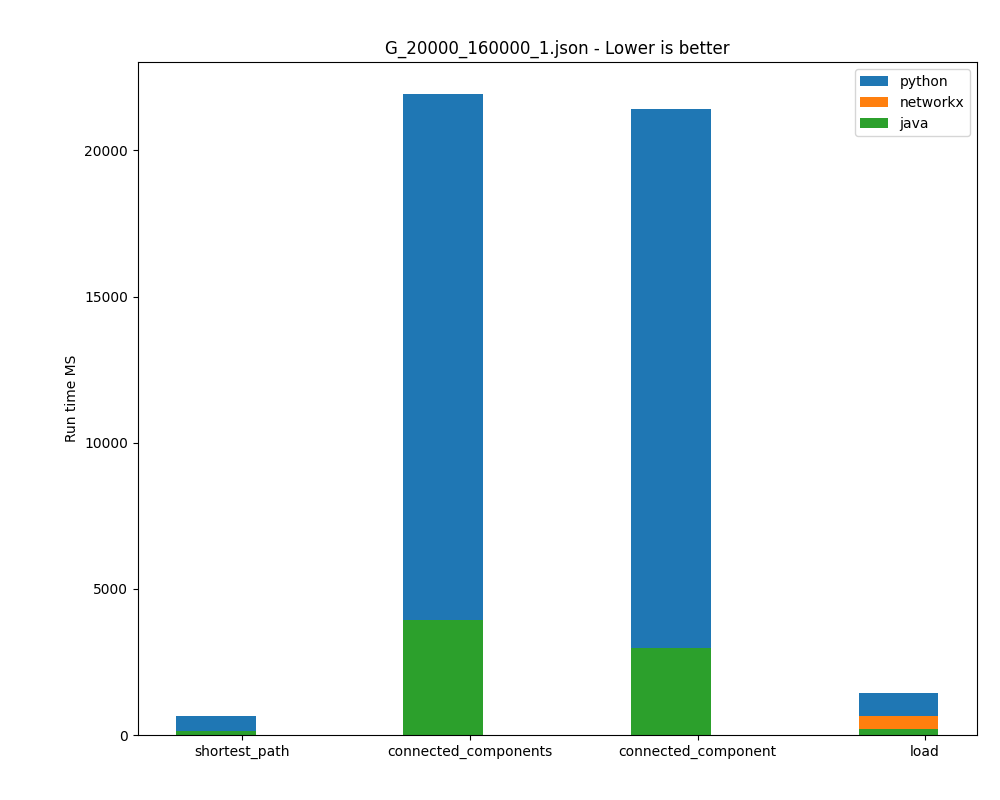 G_20000_160000_1.json - Lower is better
python
networkx
java
Run time MS
20000
15000
10000
5000
0
shortest_path
connected_components
connected_component
load